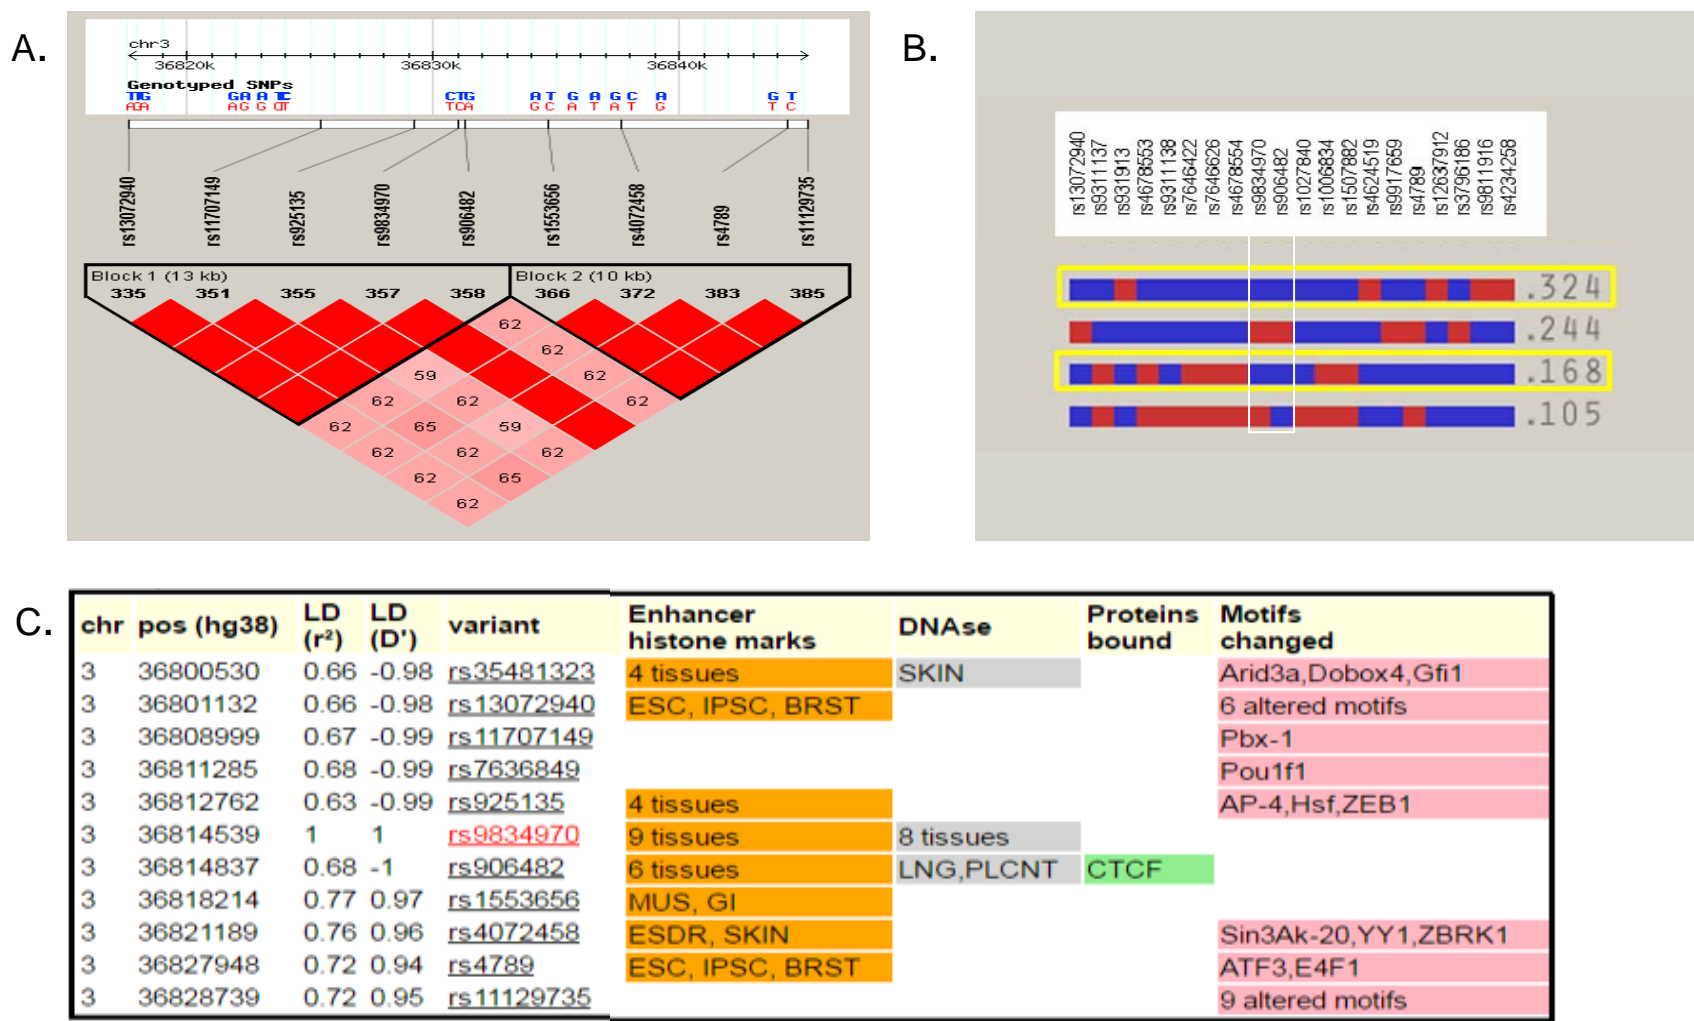 A.
chr3
36820k 36830k 36840k
Genotyped SNPs
rs13072940 rs11707149 rs925135 rs9834970 rs906482 rs1553656 rs4072458 rs4789 rs11129735
Block 1 (13 kb) Block 2 (10 kb)
335 351 355 357 358 366 372 383 385
62
62
59 62
62 62 62
62 65 59
62 62 62
62 65
62
B.
rs13072940 rs9311137 rs931913 rs4678553 rs9311138 rs7646422 rs7646626 rs4678554 rs9834970 rs906482 rs1027840 rs1006834 rs1507882 rs4624519 rs9917659 rs4789 rs12637912 rs3796186 rs9811916 rs4234258
.324
.244
.168
.105
C.
chr pos (hg38) LD (r²) LD (D') variant Enhancer histone marks DNAse Proteins bound Motifs changed
3 36800530 0.66 -0.98 rs35481323 4 tissues SKIN Arid3a,Dobox4,Gfi1
3 36801132 0.66 -0.98 rs13072940 ESC, IPSC, BRST 6 altered motifs
3 36808999 0.67 -0.99 rs11707149 Pbx-1
3 36811285 0.68 -0.99 rs7636849 Pou1f1
3 36812762 0.63 -0.99 rs925135 4 tissues AP-4,Hsf,ZEB1
3 36814539 1 1 rs9834970 9 tissues 8 tissues
3 36814837 0.68 -1 rs906482 6 tissues LNG,PLCNT CTCF
3 36818214 0.77 0.97 rs1553656 MUS, GI
3 36821189 0.76 0.96 rs4072458 ESDR, SKIN Sin3Ak-20,YY1,ZBRK1
3 36827948 0.72 0.94 rs4789 ESC, IPSC, BRST ATF3,E4F1
3 36828739 0.72 0.95 rs11129735 9 altered motifs